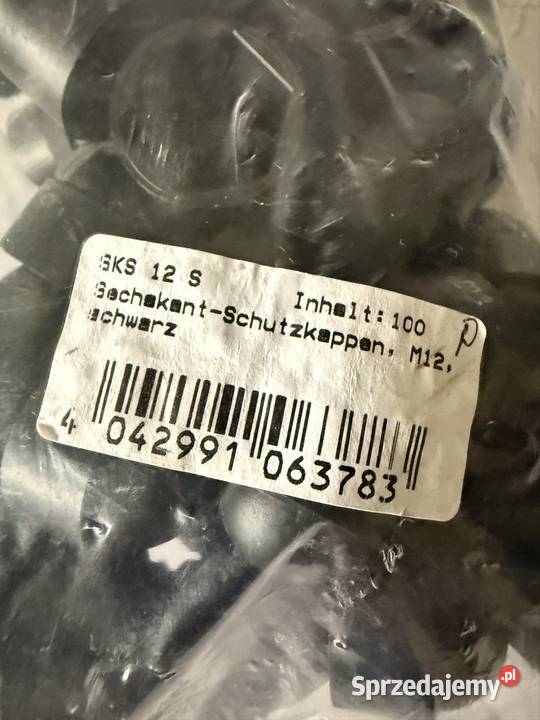 SKS 12 S
Inhalt: 100
Sechskant-Schutzkappen, M12,
schwarz
P
4 042991 063783
Sprzedajemy.pl